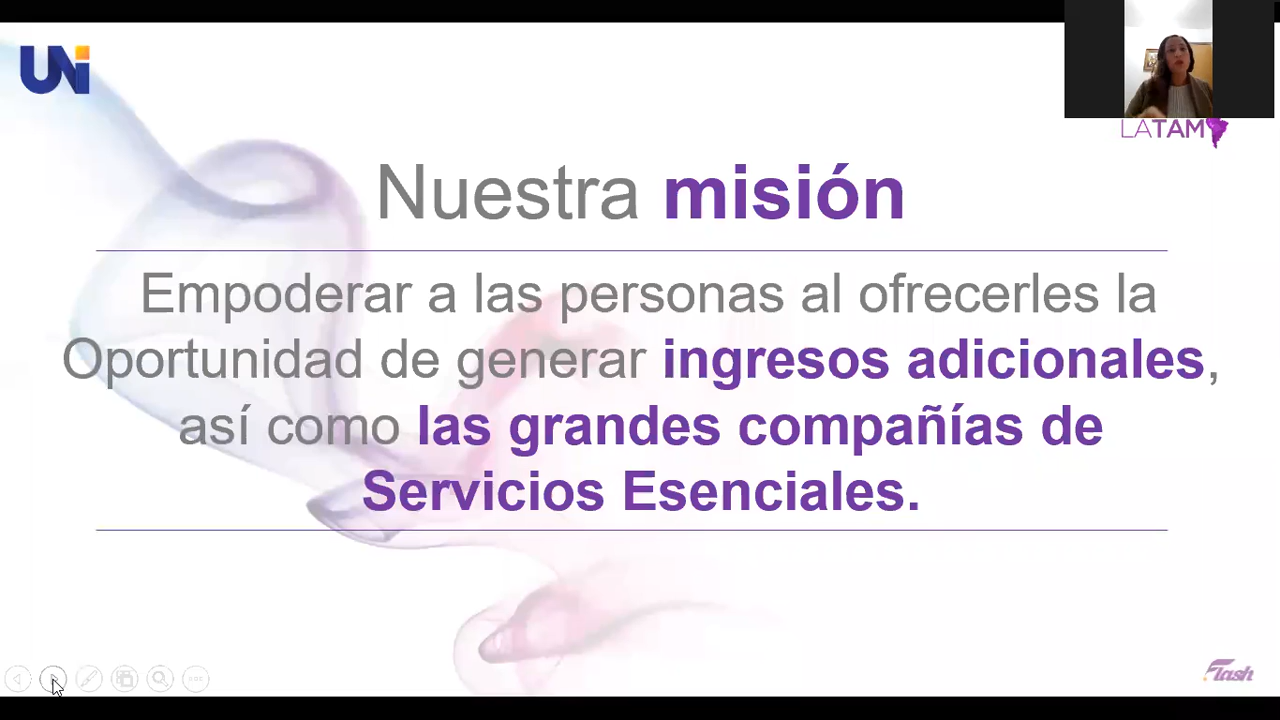 UNi
LATAM
Nuestra misión
Empoderar a las personas al ofrecerles la
Oportunidad de generar ingresos adicionales,
así como las grandes compañías de
Servicios Esenciales.
Flash